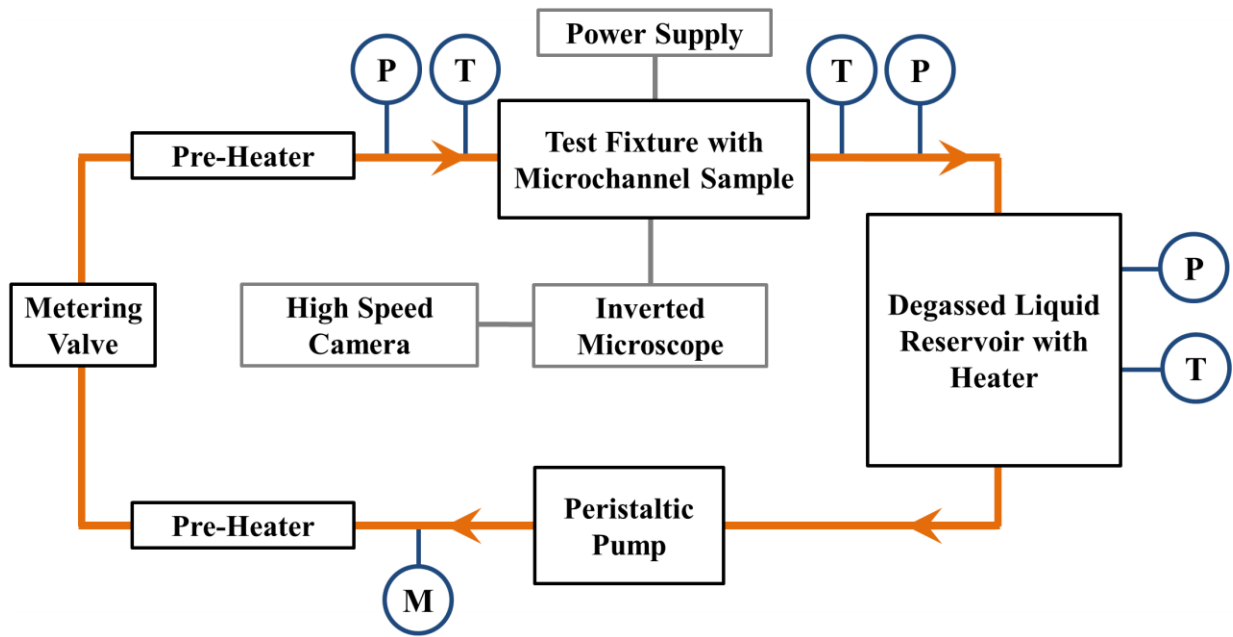 Power Supply
P
T
T
P
Pre-Heater
Test Fixture with
Microchannel Sample
P
Metering
Valve
High Speed
Camera
Inverted
Microscope
Degassed Liquid
Reservoir with
Heater
T
Pre-Heater
Peristaltic
Pump
M